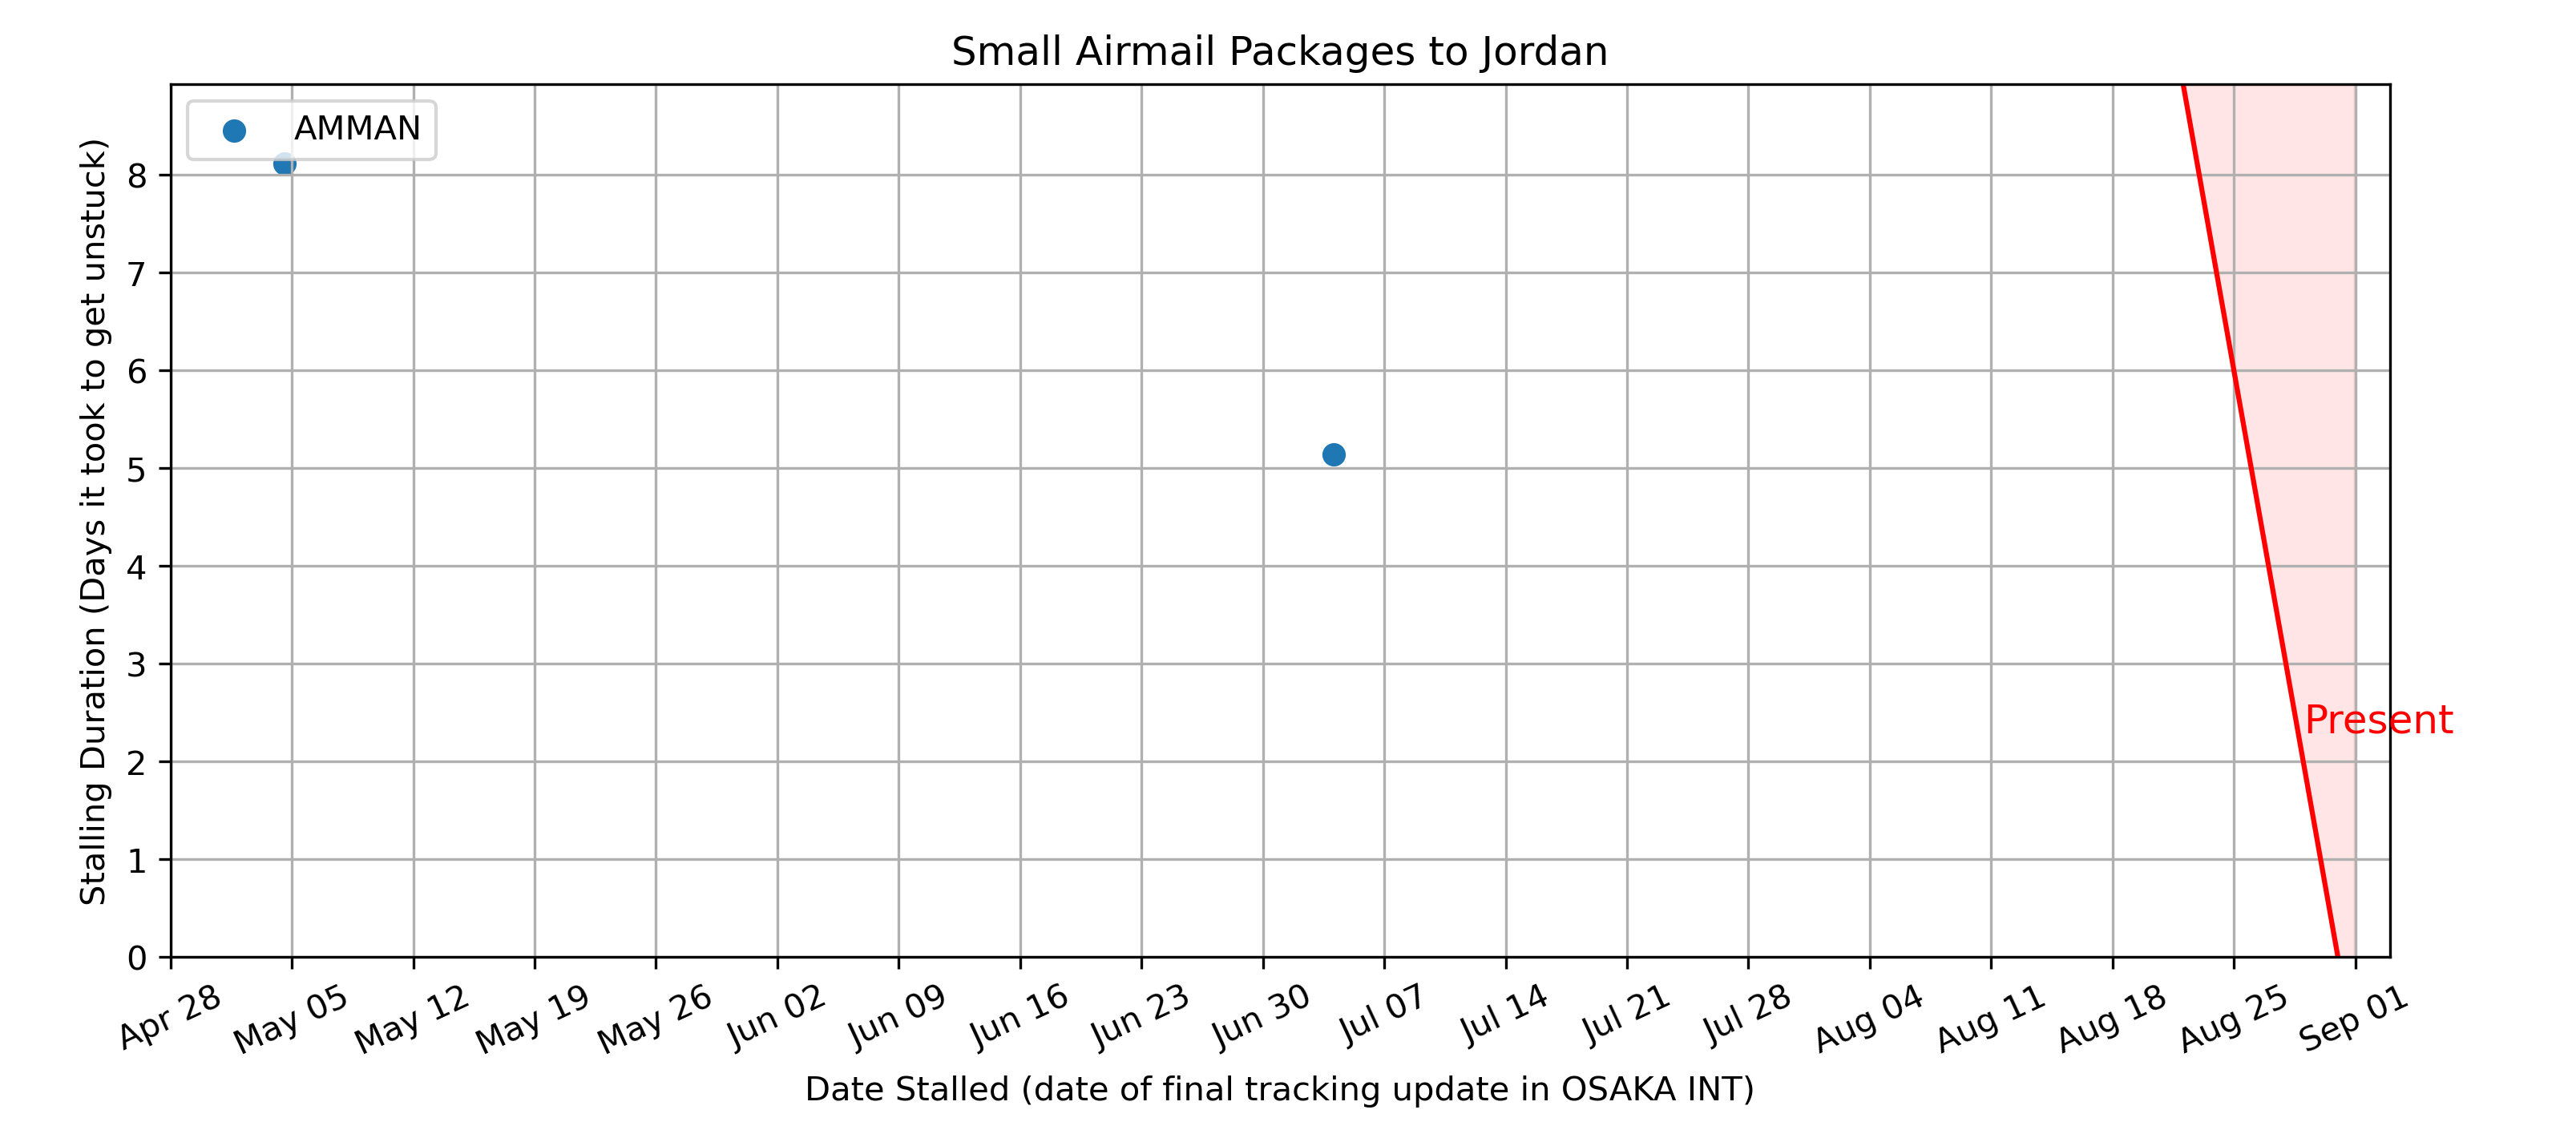 Small Airmail Packages to Jordan
AMMAN
Stalling Duration (Days it took to get unstuck)
8
7
6
5
4
3
2
1
0
Present
Apr 28
May 05
May 12
May 19
May 26
Jun 02
Jun 09
Jun 16
Jun 23
Jun 30
Jul 07
Jul 14
Jul 21
Jul 28
Aug 04
Aug 11
Aug 18
Aug 25
Sep 01
Date Stalled (date of final tracking update in OSAKA INT)